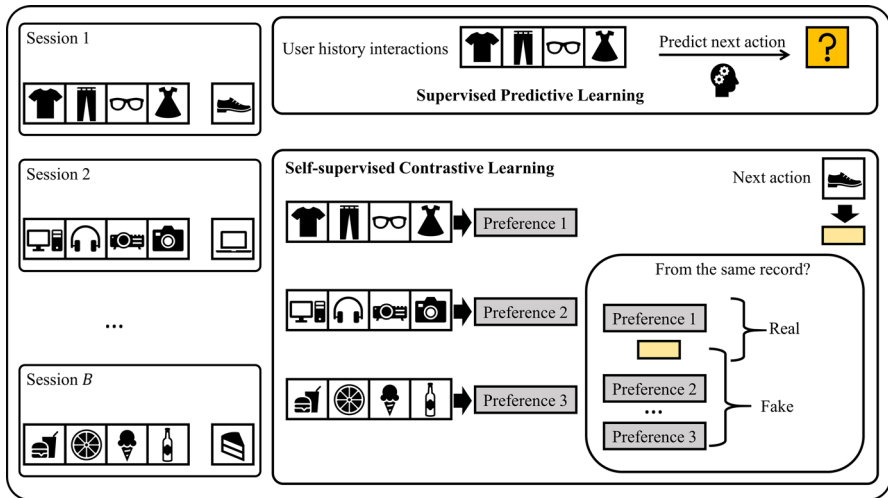 Session 1
Session 2
...
Session B
User history interactions
Predict next action
?
Supervised Predictive Learning
Self-supervised Contrastive Learning
Next action
Preference 1
Preference 2
Preference 3
From the same record?
Preference 1
Real
Preference 2
...
Fake
Preference 3